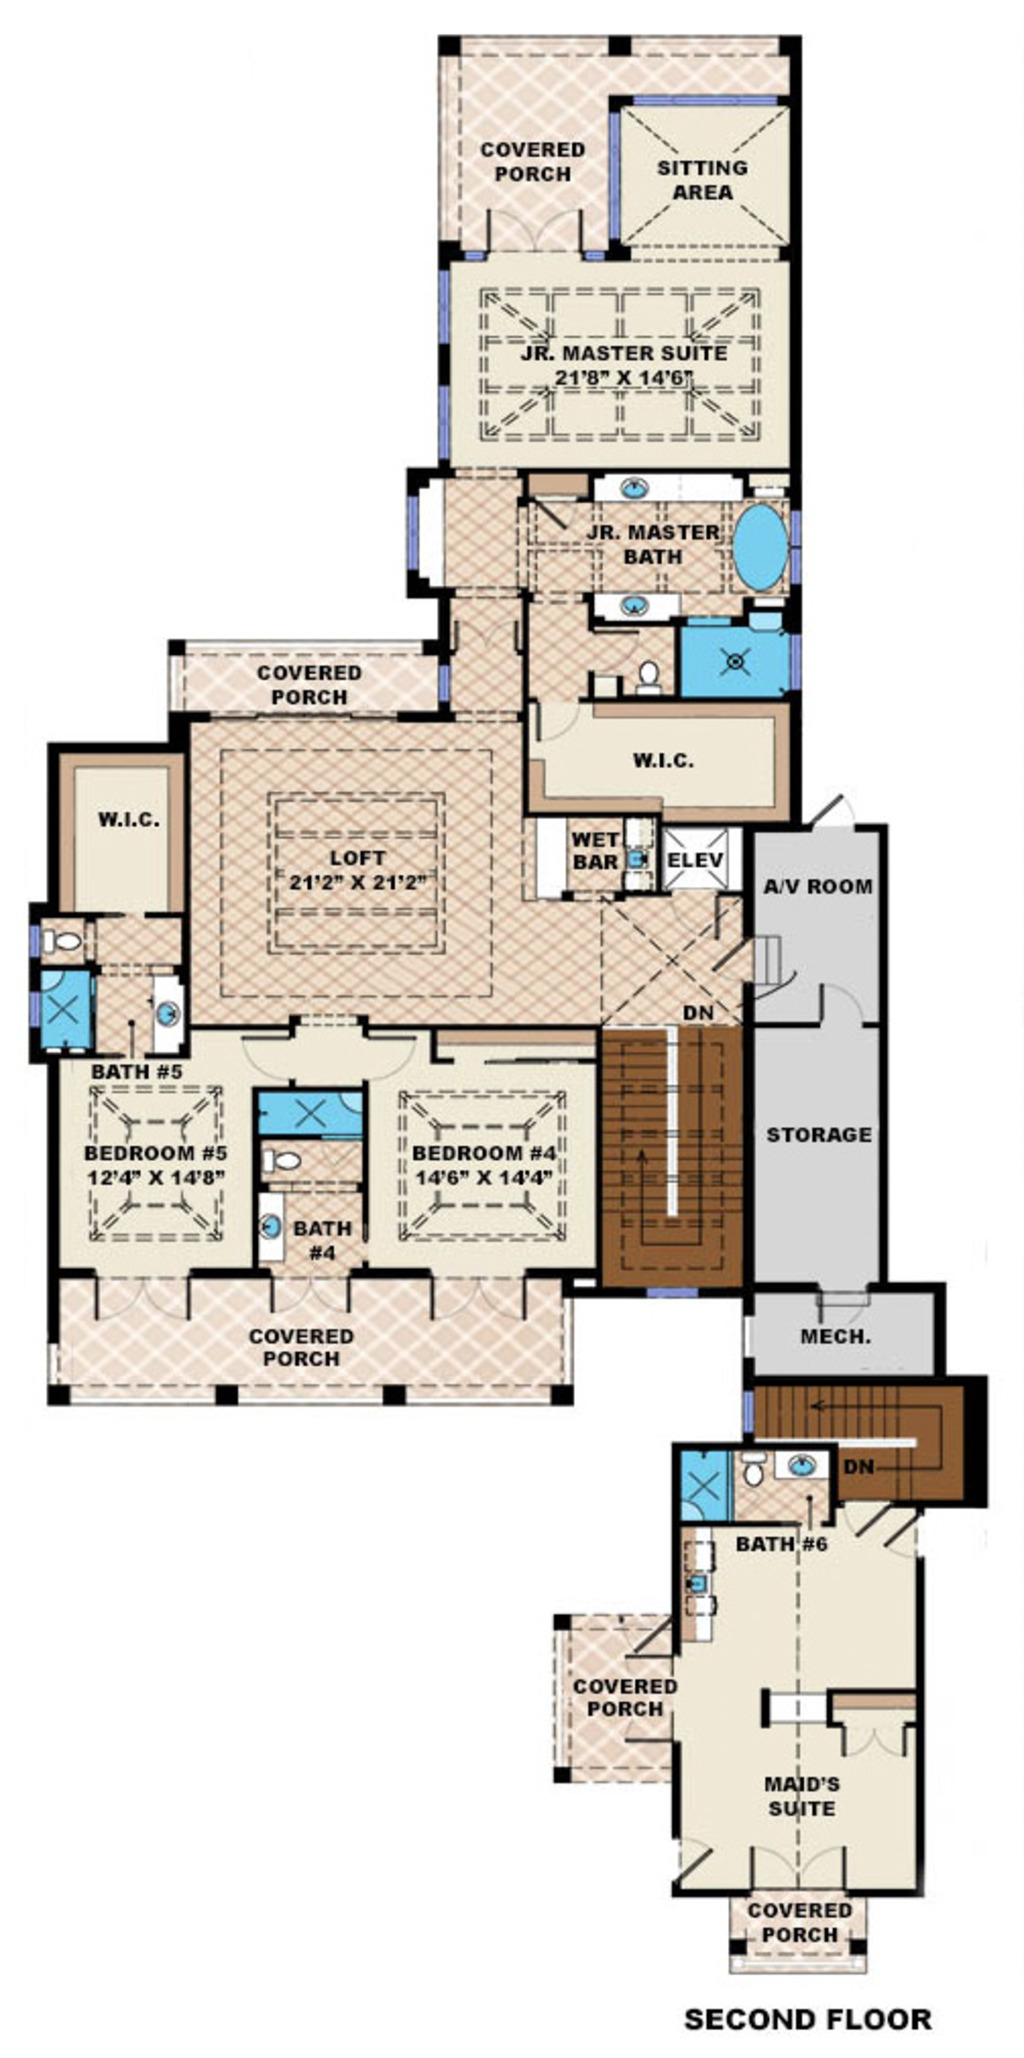 COVERED
PORCH
SITTING
AREA
JR. MASTER SUITE
21'8" X 14'6"
JR. MASTER
BATH
COVERED
PORCH
W.I.C.
W.I.C.
WET
BAR
ELEV
LOFT
21'2" X 21'2"
A/V ROOM
DN
BATH #5
STORAGE
BEDROOM #5
12'4" X 14'8"
BEDROOM #4
14'6" X 14'4"
BATH
#4
COVERED
PORCH
MECH.
DN
BATH #6
COVERED
PORCH
MAID'S
SUITE
COVERED
PORCH
SECOND FLOOR